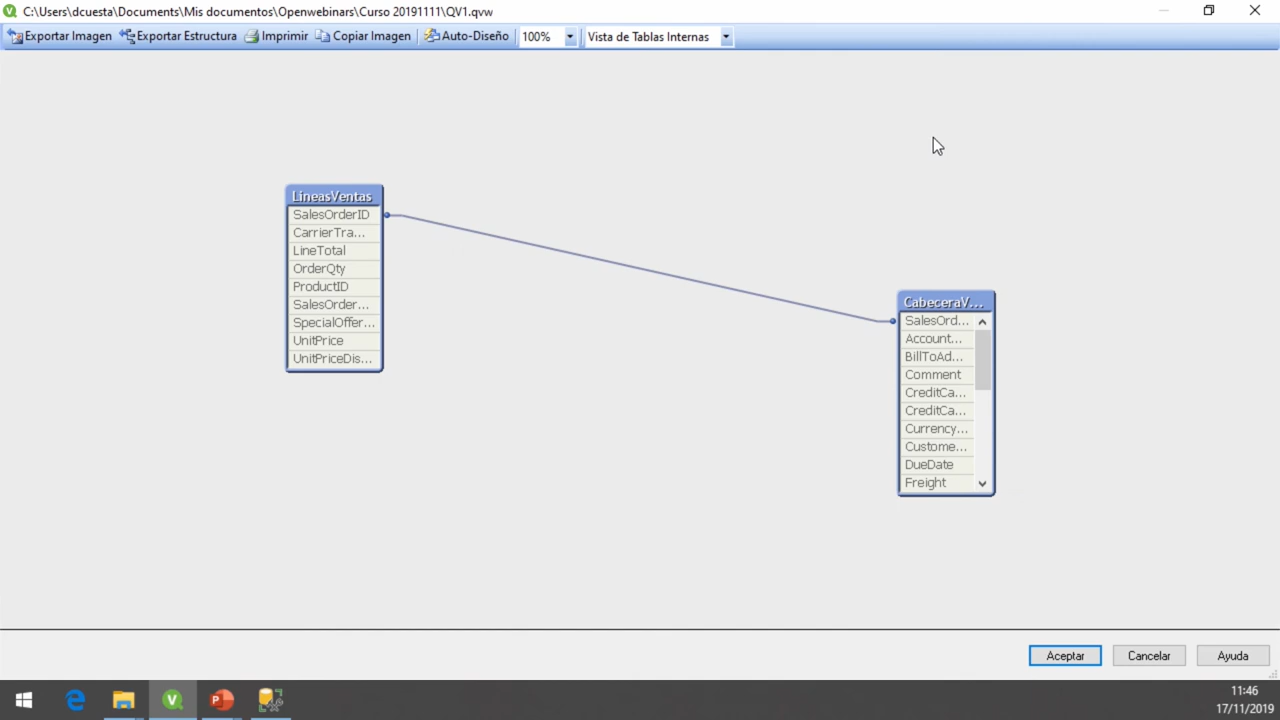 C:\Users\dcuesta\Documents\Mis documentos\Openwebinars\Curso 20191111\QV1.qvw
Exportar Imagen Exportar Estructura Imprimir Copiar Imagen Auto-Diseño 100% Vista de Tablas Internas
LineasVentas
SalesOrderID
CarrierTra...
LineTotal
OrderQty
ProductID
SalesOrder...
SpecialOffer...
UnitPrice
UnitPriceDis...
CabeceraV...
SalesOrd...
Account...
BillToAd...
Comment
CreditCa...
CreditCa...
Currency...
Custome...
DueDate
Freight
Aceptar Cancelar Ayuda
11:46
17/11/2019